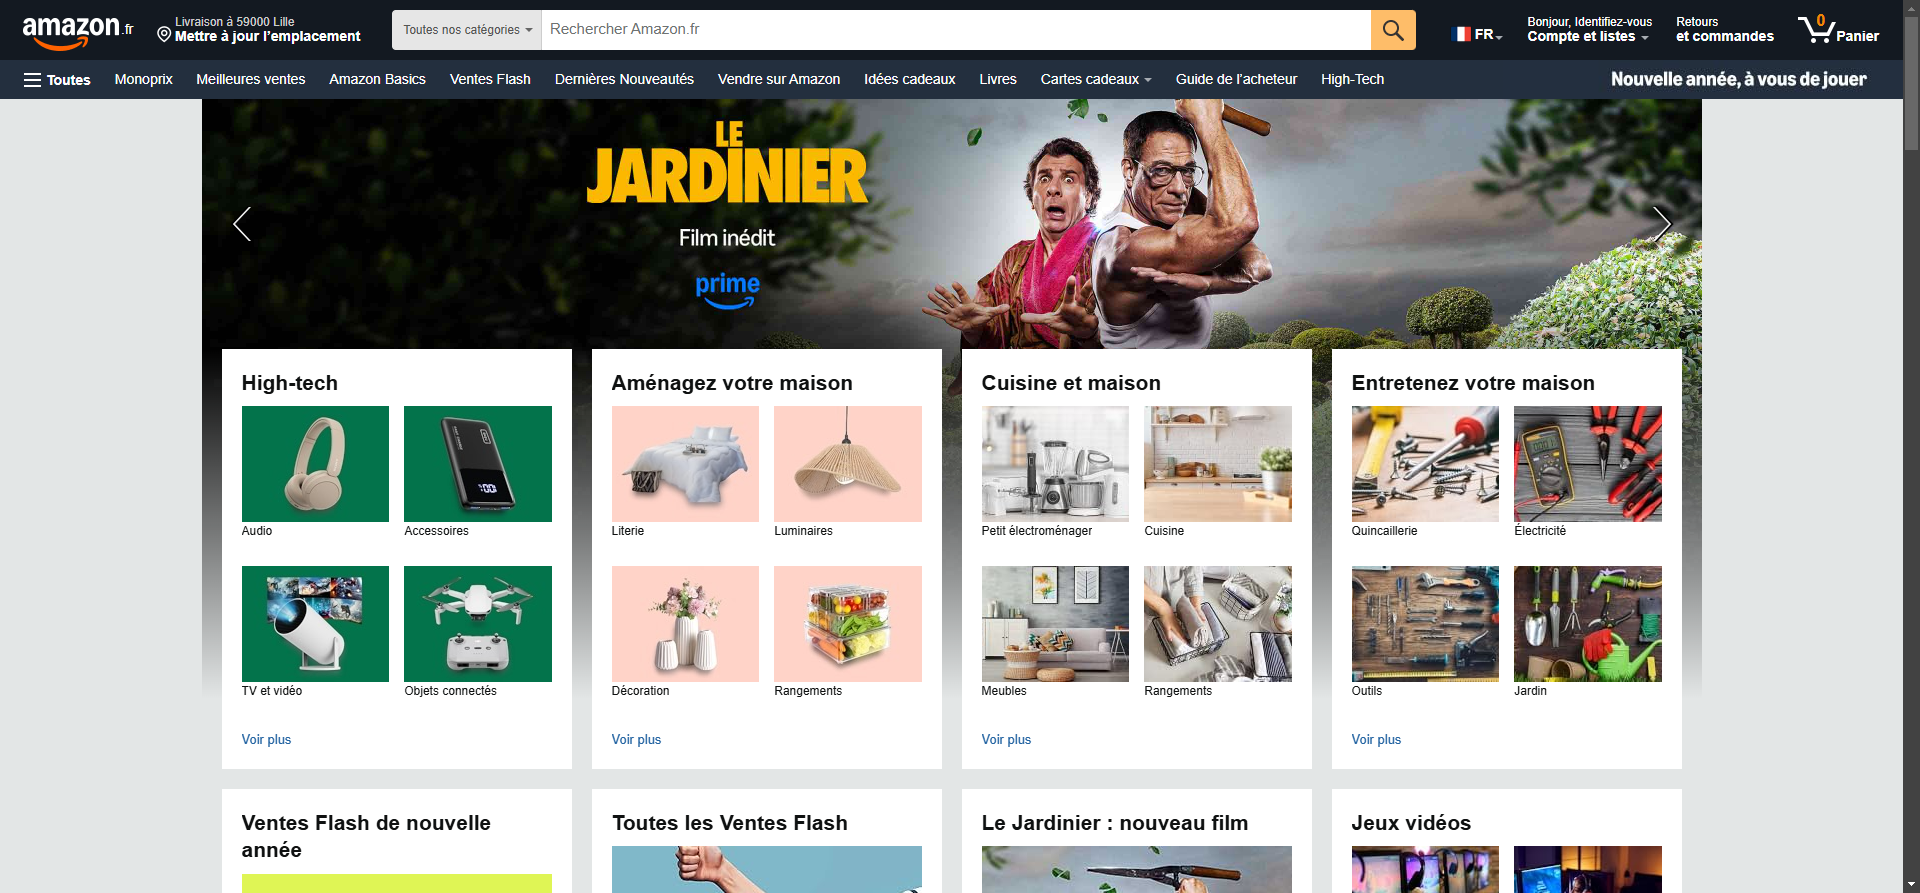 amazon.fr
Livraison à 59000 Lille
Mettre à jour l'emplacement
Toutes nos catégories
Rechercher Amazon.fr
FR
Bonjour, Identifiez-vous
Compte et listes
Retours
et commandes
0
Panier
Toutes
Monoprix
Meilleures ventes
Amazon Basics
Ventes Flash
Dernières Nouveautés
Vendre sur Amazon
Idées cadeaux
Livres
Cartes cadeaux
Guide de l'acheteur
High-Tech
Nouvelle année, à vous de jouer
LE
JARDINIER
Film inédit
prime
High-tech
Audio
Accessoires
TV et vidéo
Objets connectés
Voir plus
Aménagez votre maison
Literie
Luminaires
Décoration
Rangements
Voir plus
Cuisine et maison
Petit électroménager
Cuisine
Meubles
Rangements
Voir plus
Entretenez votre maison
Quincaillerie
Électricité
Outils
Jardin
Voir plus
Ventes Flash de nouvelle
année
Toutes les Ventes Flash
Le Jardinier : nouveau film
Jeux vidéos